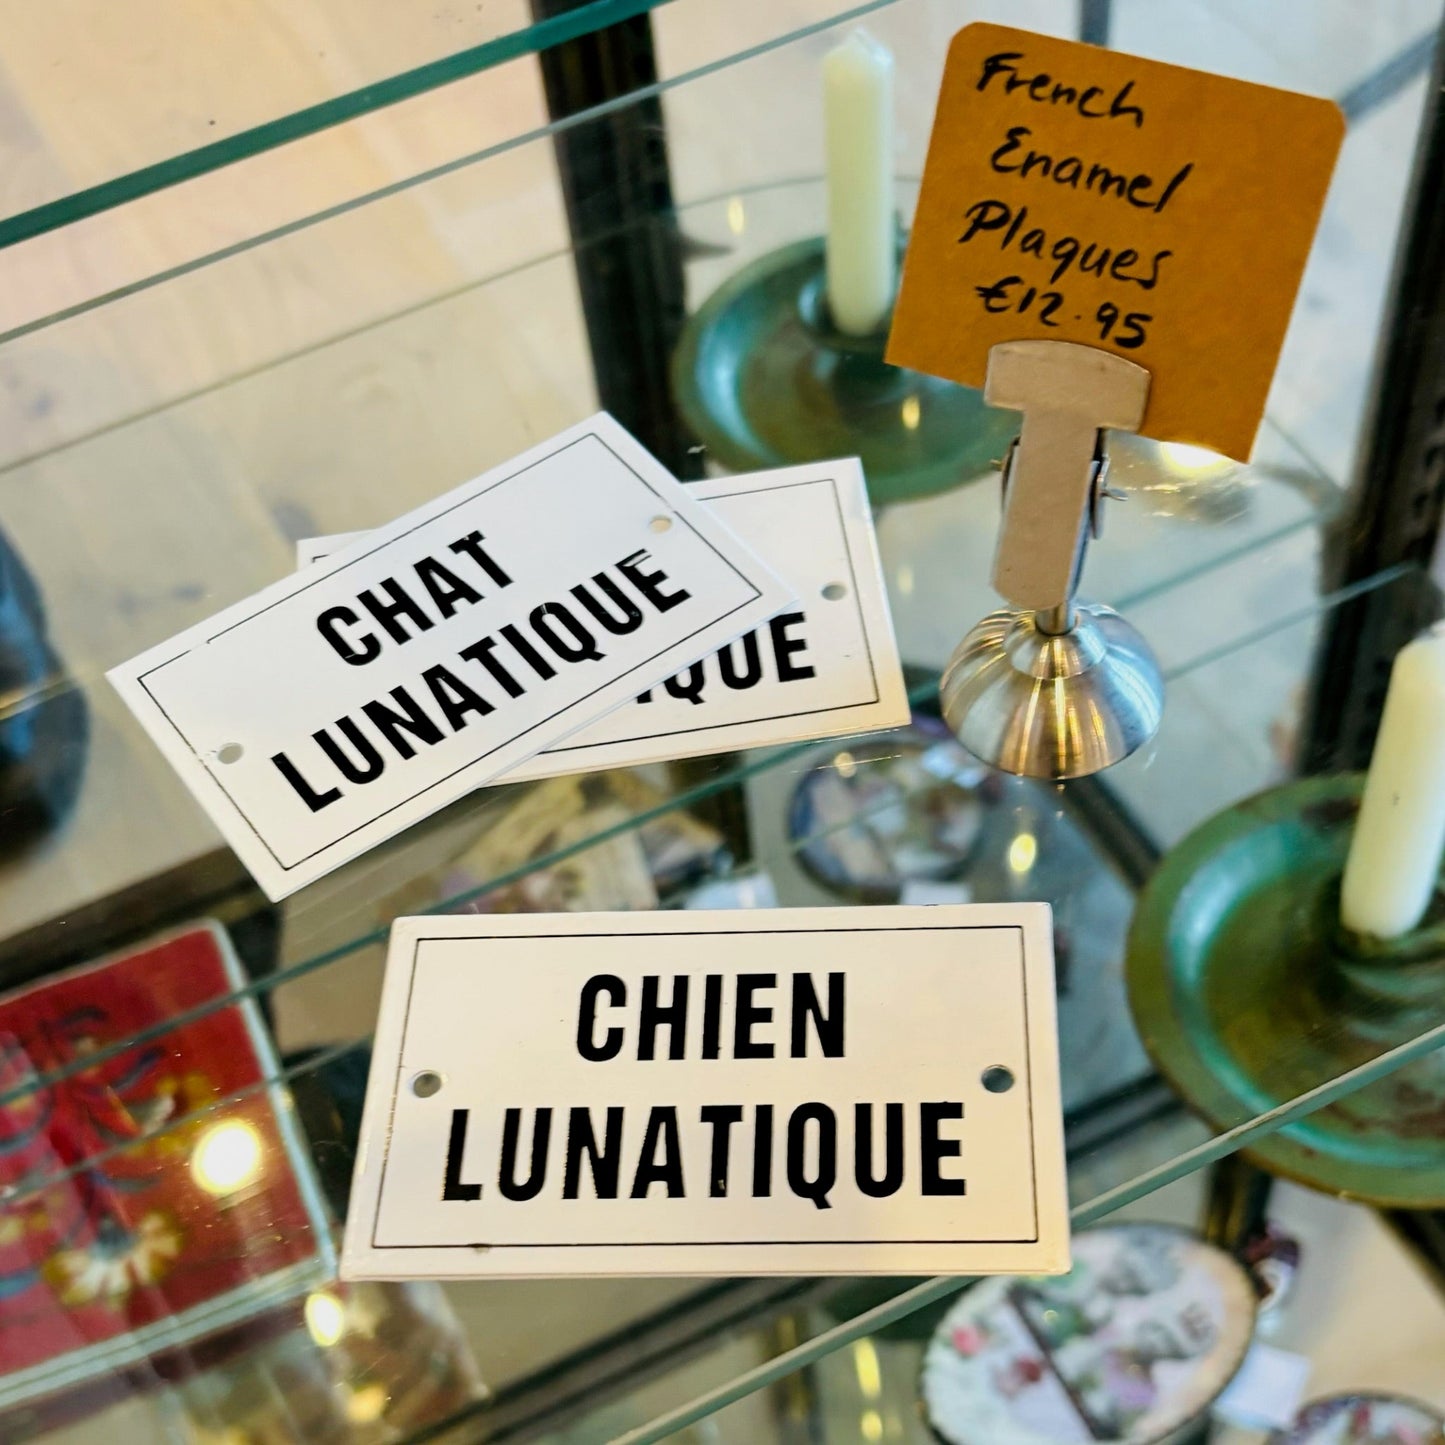 French
Enamel
Plaques
€12.95
CHAT
LUNATIQUE
CHIEN
LUNATIQUE